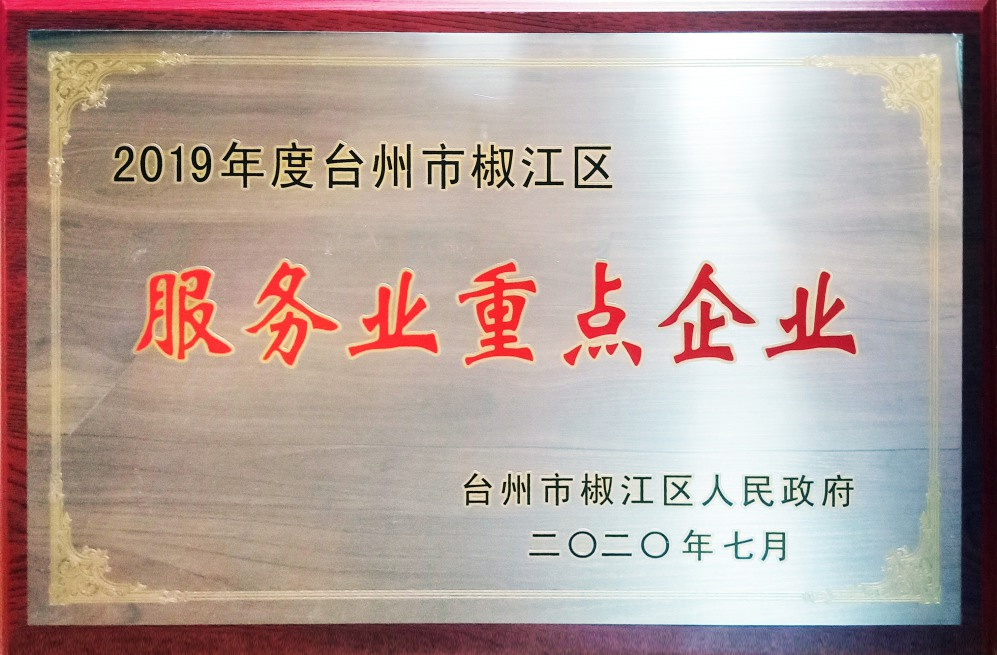 2019年度台州市椒江区
服务业重点企业
台州市椒江区人民政府
二〇二〇年七月